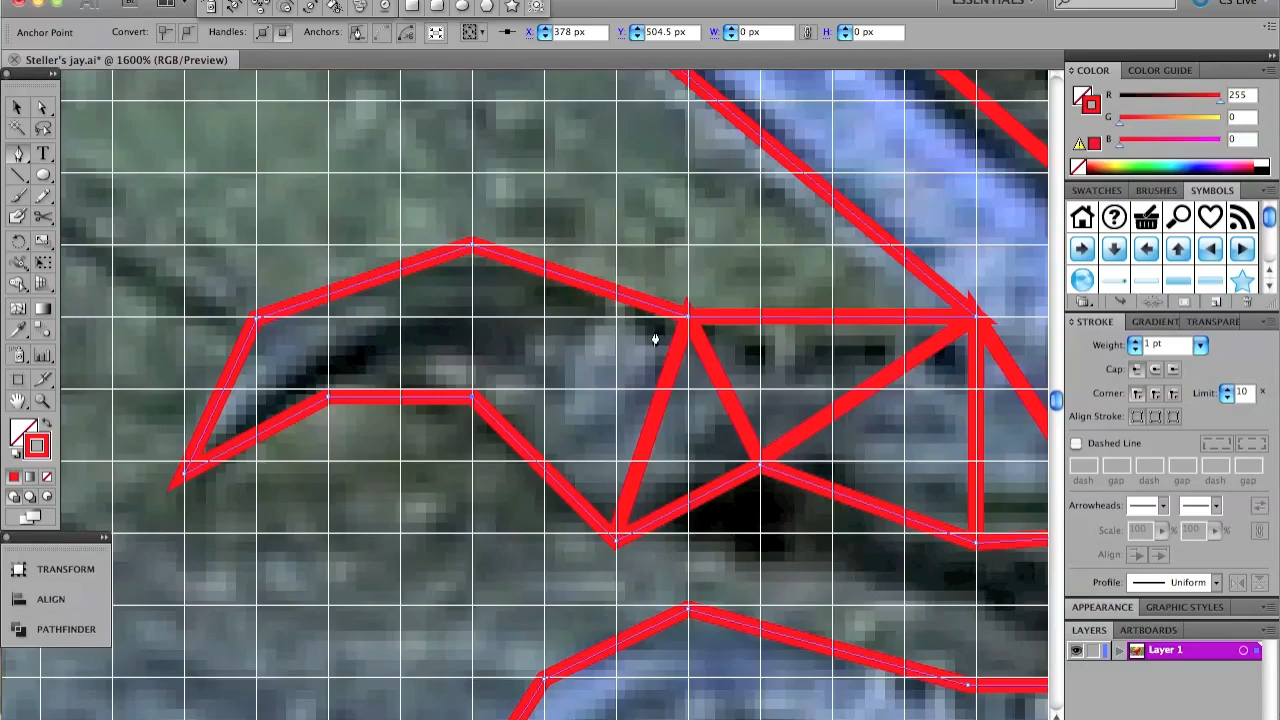 ESSENTIALS
CS Live
Anchor Point
Convert:
Handles:
Anchors:
X: 378 px
Y: 504.5 px
W: 0 px
H: 0 px
Steller's jay.ai* @ 1600% (RGB/Preview)
COLOR
COLOR GUIDE
R 255
G 0
B 0
SWATCHES
BRUSHES
SYMBOLS
STROKE
GRADIENT
TRANSPARE
Weight: 1 pt
Cap:
Corner:
Limit: 10 x
Align Stroke:
Dashed Line
dash gap dash gap dash gap
Arrowheads:
Scale: 100 % 100 %
Align:
Profile: Uniform
APPEARANCE
GRAPHIC STYLES
LAYERS
ARTBOARDS
Layer 1
TRANSFORM
ALIGN
PATHFINDER